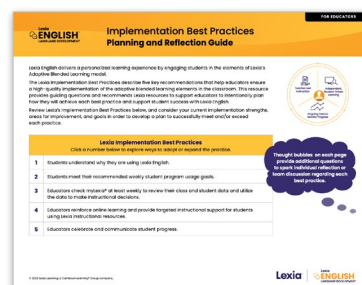 FOR EDUCATORS
Lexia
ENGLISH
LANGUAGE DEVELOPMENT
Implementation Best Practices
Planning and Reflection Guide
Lexia English delivers a personalized learning experience by engaging students in the elements of Lexia's
Adaptive Blended Learning model.
The Lexia Implementation Best Practices describe five key recommendations that help educators ensure
a high-quality implementation of the adaptive blended learning elements in the classroom. This resource
provides guiding questions and recommends Lexia resources to support educators to intentionally plan
how they will achieve each best practice and support student success with Lexia English.
Review Lexia's Implementation Best Practices below, and consider your current implementation strengths,
areas for improvement, and goals in order to develop a plan to successfully meet and/or exceed
each practice.
Lexia Implementation Best Practices
Click a number below to explore ways to adapt or expand the practice.
1 Students understand why they are using Lexia English.
2 Students meet their recommended weekly student program usage goals.
3 Educators check myLexia® at least weekly to review their class and student data and utilize
the data to make instructional decisions.
4 Educators reinforce online learning and provide targeted instructional support for students
using Lexia instructional resources.
5 Educators celebrate and communicate student progress.
Thought bubbles on each page
provide additional questions
to spark individual reflection or
team discussion regarding each
best practice.
Lexia
ENGLISH
LANGUAGE DEVELOPMENT